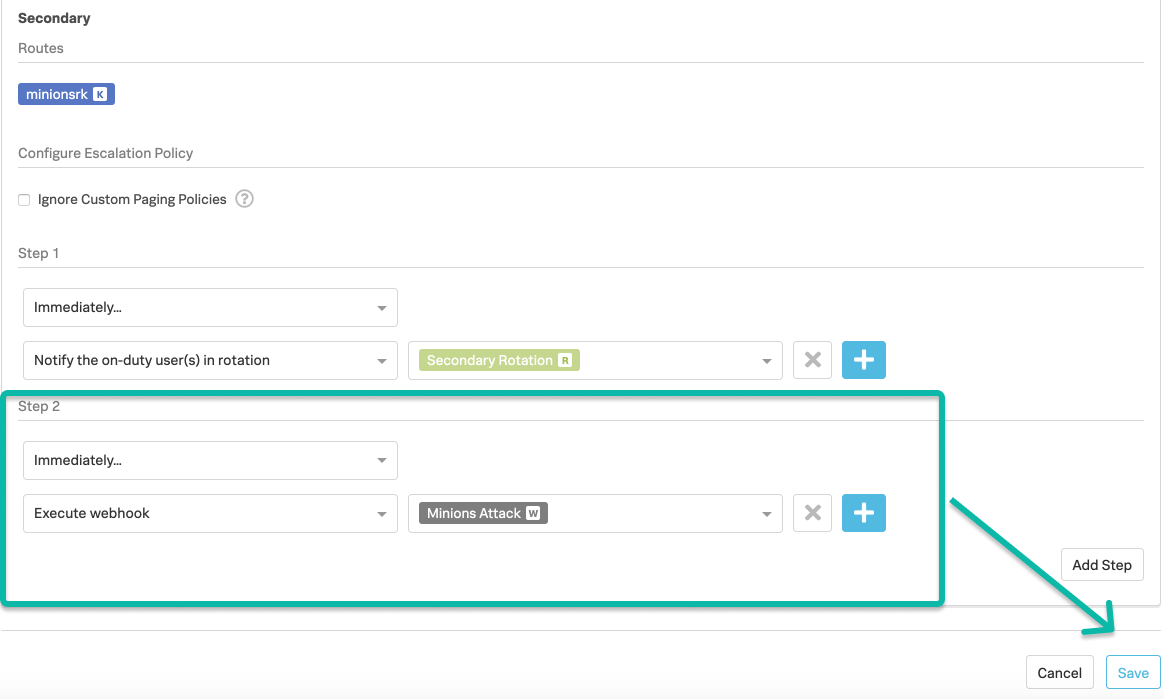 Secondary
Routes
minionsrk K
Configure Escalation Policy
Ignore Custom Paging Policies ?
Step 1
Immediately...
Notify the on-duty user(s) in rotation Secondary Rotation R
Step 2
Immediately...
Execute webhook Minions Attack W
Add Step
Cancel Save